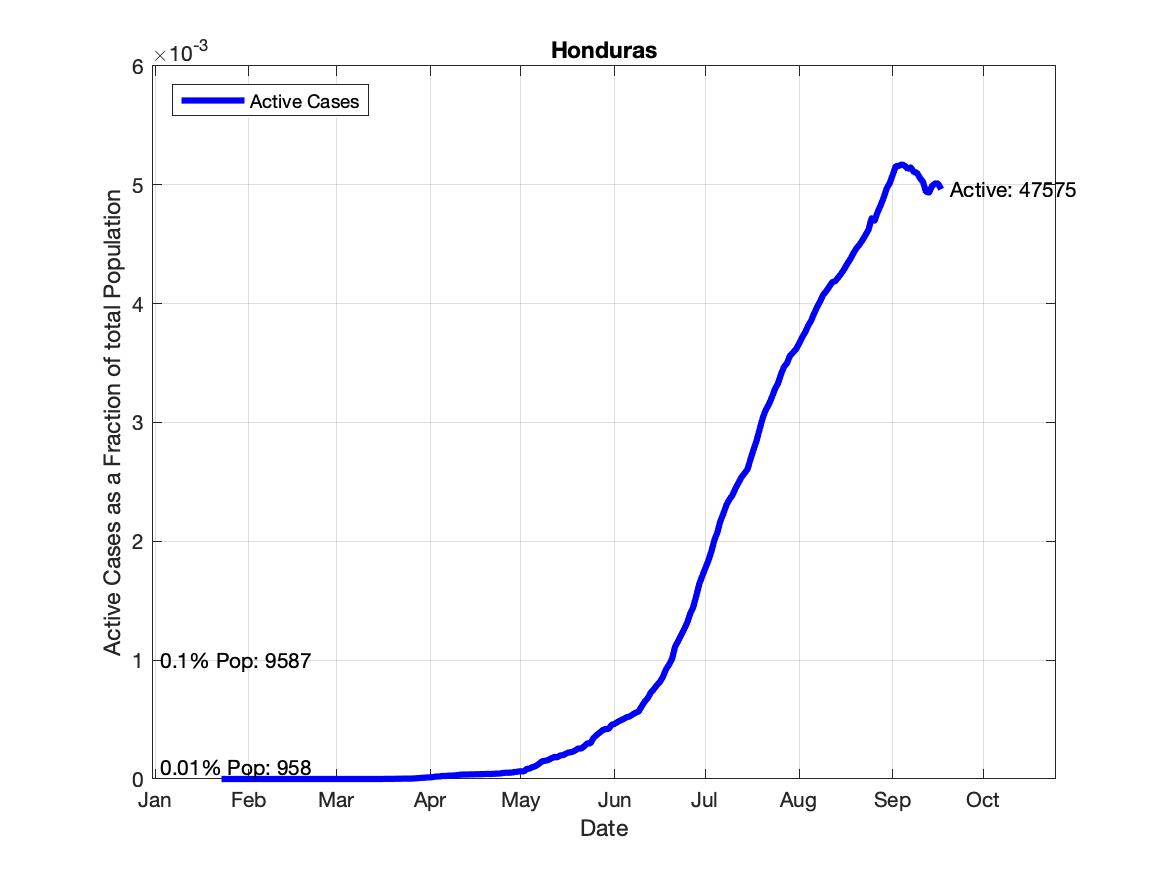 Honduras
×10-3
6
Active Cases
5
Active: 47575
4
3
2
1
0.1% Pop: 9587
0.01% Pop: 958
0
Jan Feb Mar Apr May Jun Jul Aug Sep Oct
Date
Active Cases as a Fraction of total Population